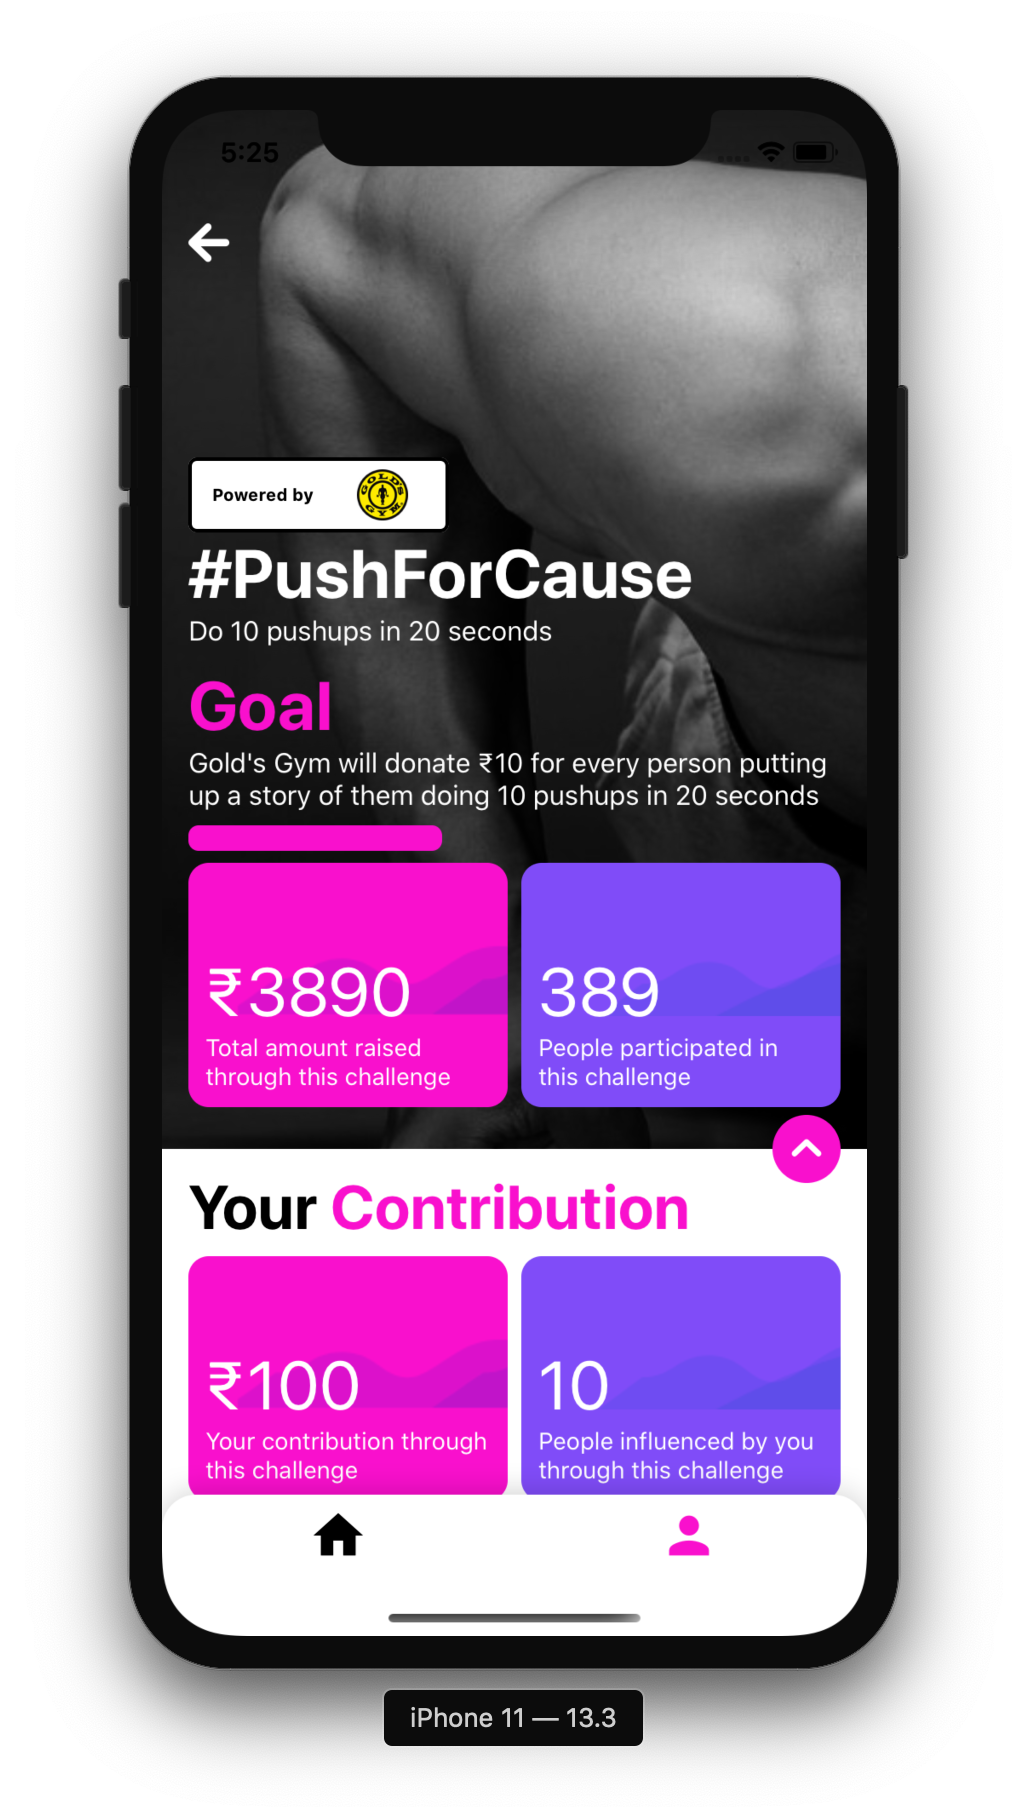 5:25
Powered by
GOLD'S
GYM
#PushForCause
Do 10 pushups in 20 seconds
Goal
Gold's Gym will donate ₹10 for every person putting
up a story of them doing 10 pushups in 20 seconds
₹3890
Total amount raised
through this challenge
389
People participated in
this challenge
Your Contribution
₹100
Your contribution through
this challenge
10
People influenced by you
through this challenge
iPhone 11 — 13.3